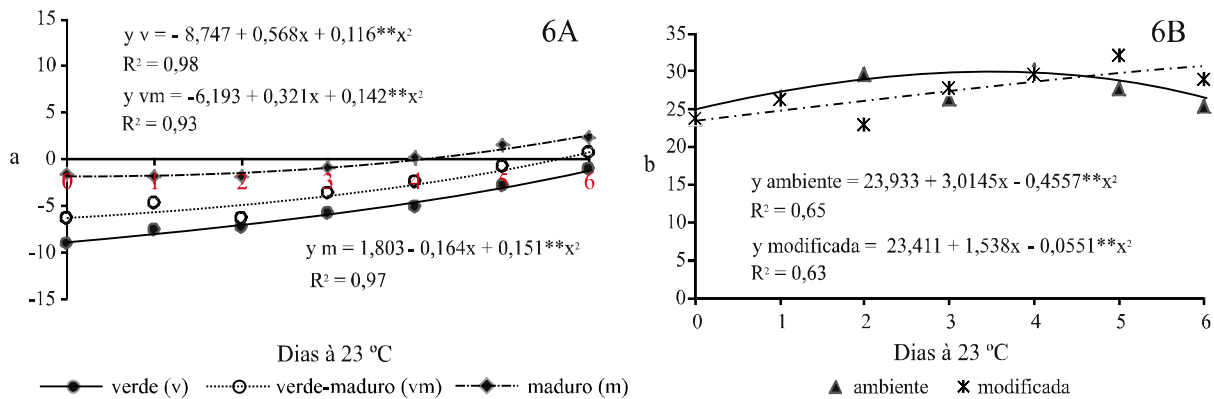 6A
15
10
5
0
-5
-10
-15
a
y v = - 8,747 + 0,568x + 0,116**x²
R² = 0,98
y vm = -6,193 + 0,321x + 0,142**x²
R² = 0,93
0 1 2 3 4 5 6
y m = 1,803 - 0,164x + 0,151**x²
R² = 0,97
Dias à 23 ºC
verde (v) verde-maduro (vm) maduro (m)
6B
35
30
25
20
15
10
5
0
b
y ambiente = 23,933 + 3,0145x - 0,4557**x²
R² = 0,65
y modificada = 23,411 + 1,538x - 0,0551**x²
R² = 0,63
0 1 2 3 4 5 6
Dias à 23 ºC
ambiente modificada